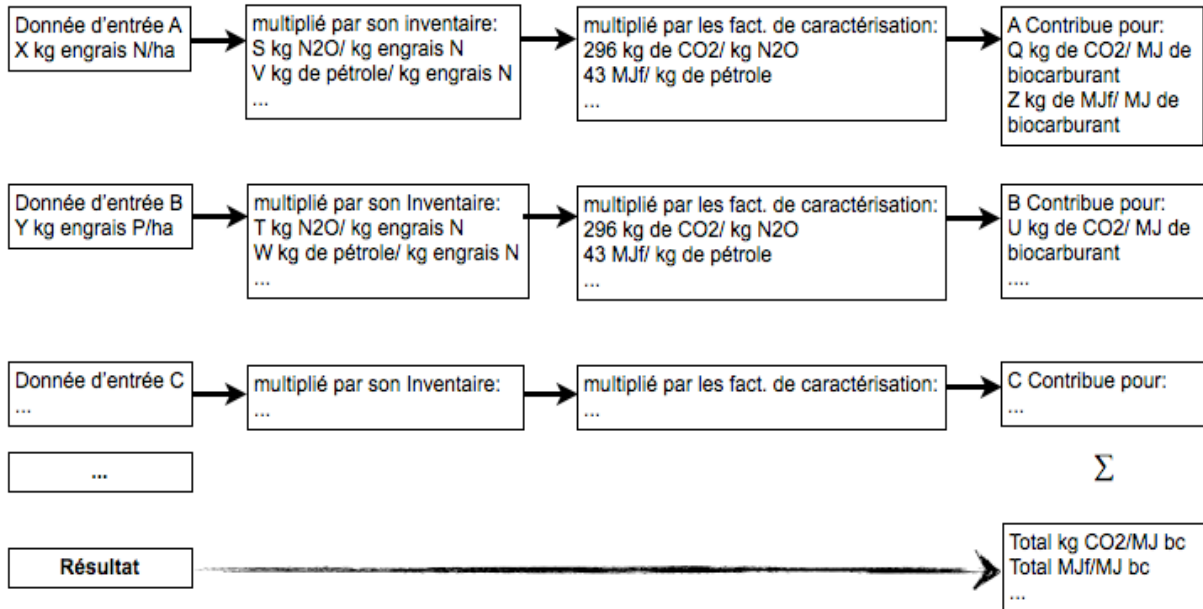 Donnée d'entrée A
X kg engrais N/ha
multiplié par son inventaire:
S kg N2O/ kg engrais N
V kg de pétrole/ kg engrais N
...
multiplié par les fact. de caractérisation:
296 kg de CO2/ kg N2O
43 MJf/ kg de pétrole
...
A Contribue pour:
Q kg de CO2/ MJ de
biocarburant
Z kg de MJf/ MJ de
biocarburant
Donnée d'entrée B
Y kg engrais P/ha
multiplié par son Inventaire:
T kg N2O/ kg engrais N
W kg de pétrole/ kg engrais N
...
multiplié par les fact. de caractérisation:
296 kg de CO2/ kg N2O
43 MJf/ kg de pétrole
...
B Contribue pour:
U kg de CO2/ MJ de
biocarburant
....
Donnée d'entrée C
...
multiplié par son Inventaire:
...
multiplié par les fact. de caractérisation:
...
C Contribue pour:
...
...
Σ
Résultat
Total kg CO2/MJ bc
Total MJf/MJ bc
...